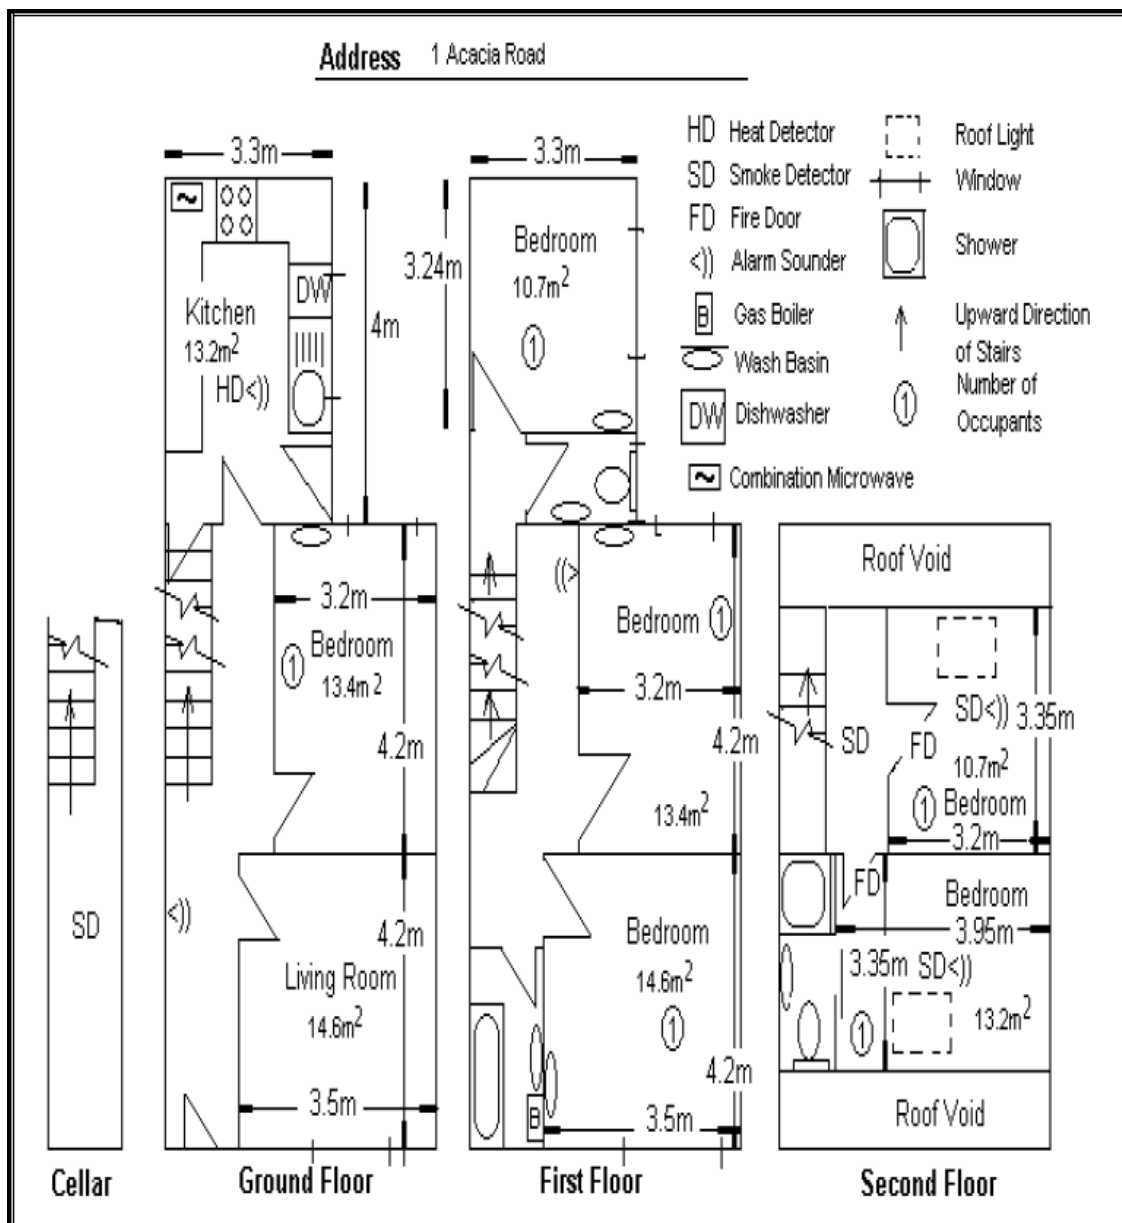 Address 1 Acacia Road
HD Heat Detector
SD Smoke Detector
FD Fire Door
<)) Alarm Sounder
B Gas Boiler
Wash Basin
DW Dishwasher
~ Combination Microwave
Roof Light
Window
Shower
Upward Direction
of Stairs
1 Number of
Occupants
SD
Cellar
3.3m
4m
DW
Kitchen
13.2m²
HD<))
3.2m
1 Bedroom
13.4m²
4.2m
<))
4.2m
Living Room
14.6m²
3.5m
Ground Floor
3.3m
3.24m
Bedroom
10.7m²
1
((>
Bedroom 1
3.2m
4.2m
13.4m²
Bedroom
14.6m²
1
4.2m
B
3.5m
First Floor
Roof Void
SD<))
3.35m
SD
FD
10.7m²
1 Bedroom
3.2m
FD
Bedroom
3.95m
3.35m
SD<))
13.2m²
1
Roof Void
Second Floor